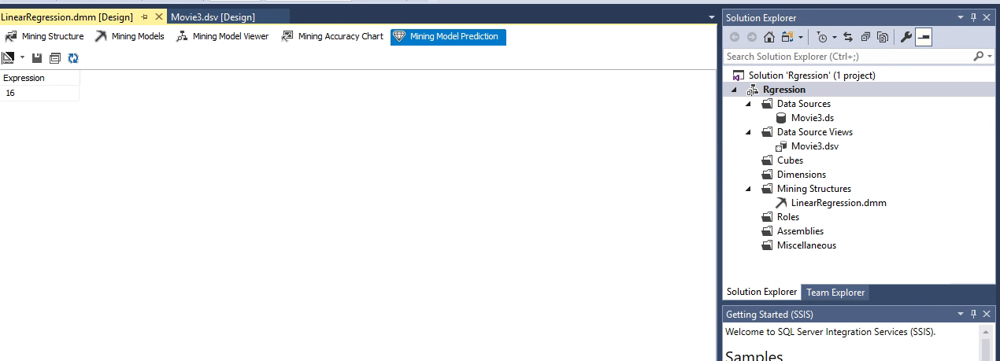 LinearRegression.dmm [Design] Movie3.dsv [Design]
Mining Structure Mining Models Mining Model Viewer Mining Accuracy Chart Mining Model Prediction
Expression
16
Solution Explorer
Search Solution Explorer (Ctrl+;)
Solution 'Rgression' (1 project)
Rgression
Data Sources
Movie3.ds
Data Source Views
Movie3.dsv
Cubes
Dimensions
Mining Structures
LinearRegression.dmm
Roles
Assemblies
Miscellaneous
Solution Explorer Team Explorer
Getting Started (SSIS)
Welcome to SQL Server Integration Services (SSIS).
Samples